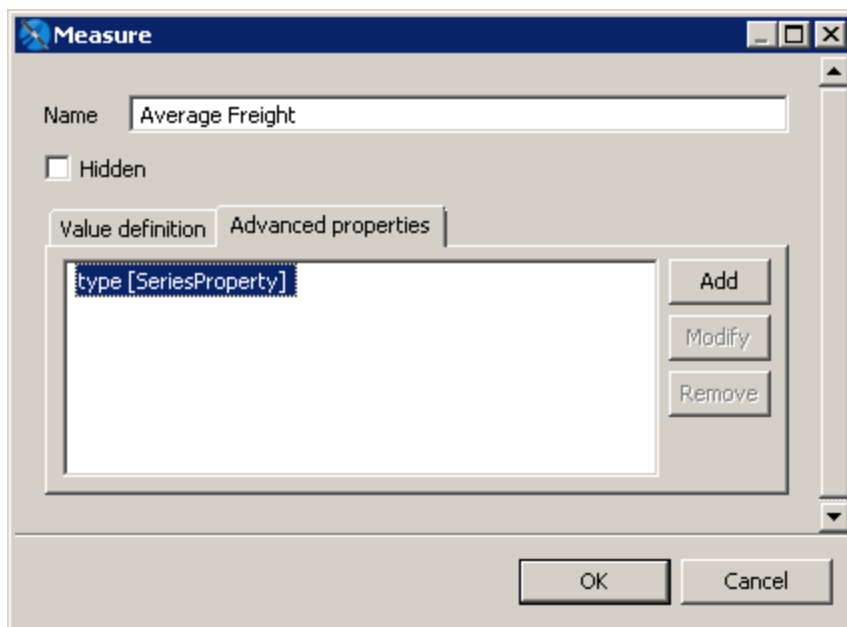 Measure
Name Average Freight
Hidden
Value definition Advanced properties
type [SeriesProperty]
Add
Modify
Remove
OK Cancel